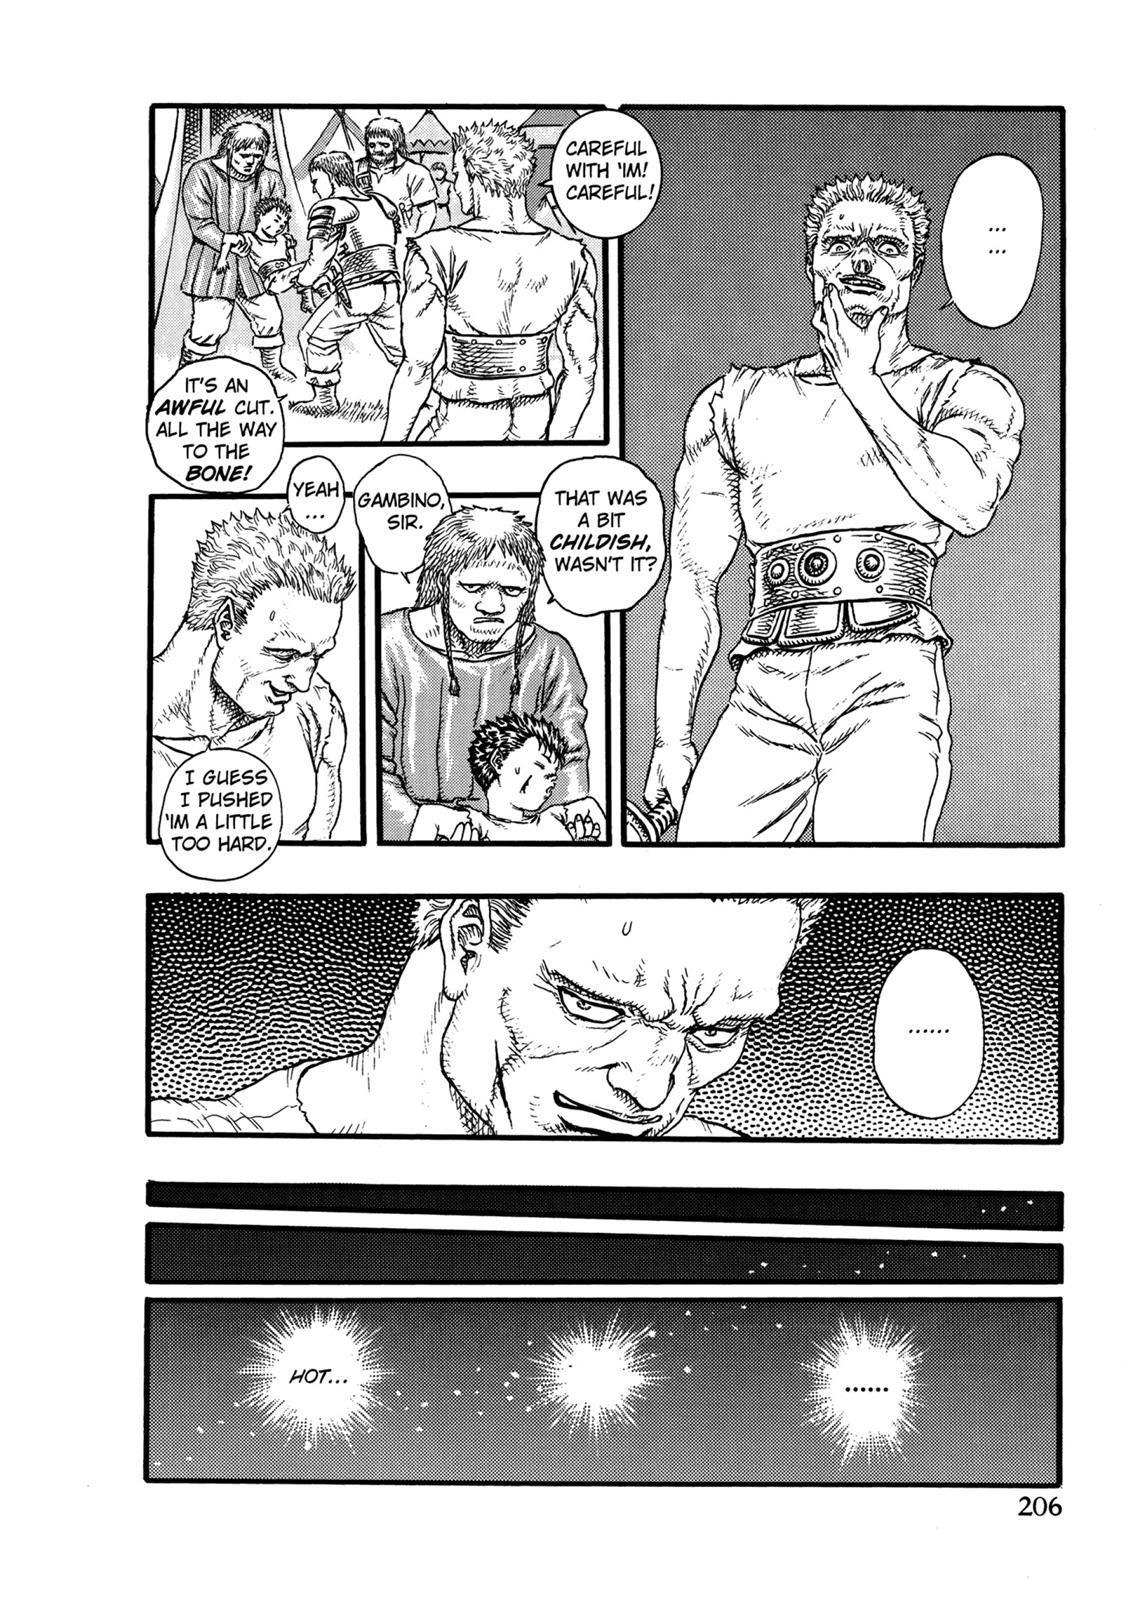 ...
...
CAREFUL
WITH 'IM!
CAREFUL!
IT'S AN
AWFUL CUT.
ALL THE WAY
TO THE
BONE!
THAT WAS
A BIT
CHILDISH,
WASN'T IT?
GAMBINO,
SIR.
YEAH
...
I GUESS
I PUSHED
'IM A LITTLE
TOO HARD.
......
......
HOT...
206